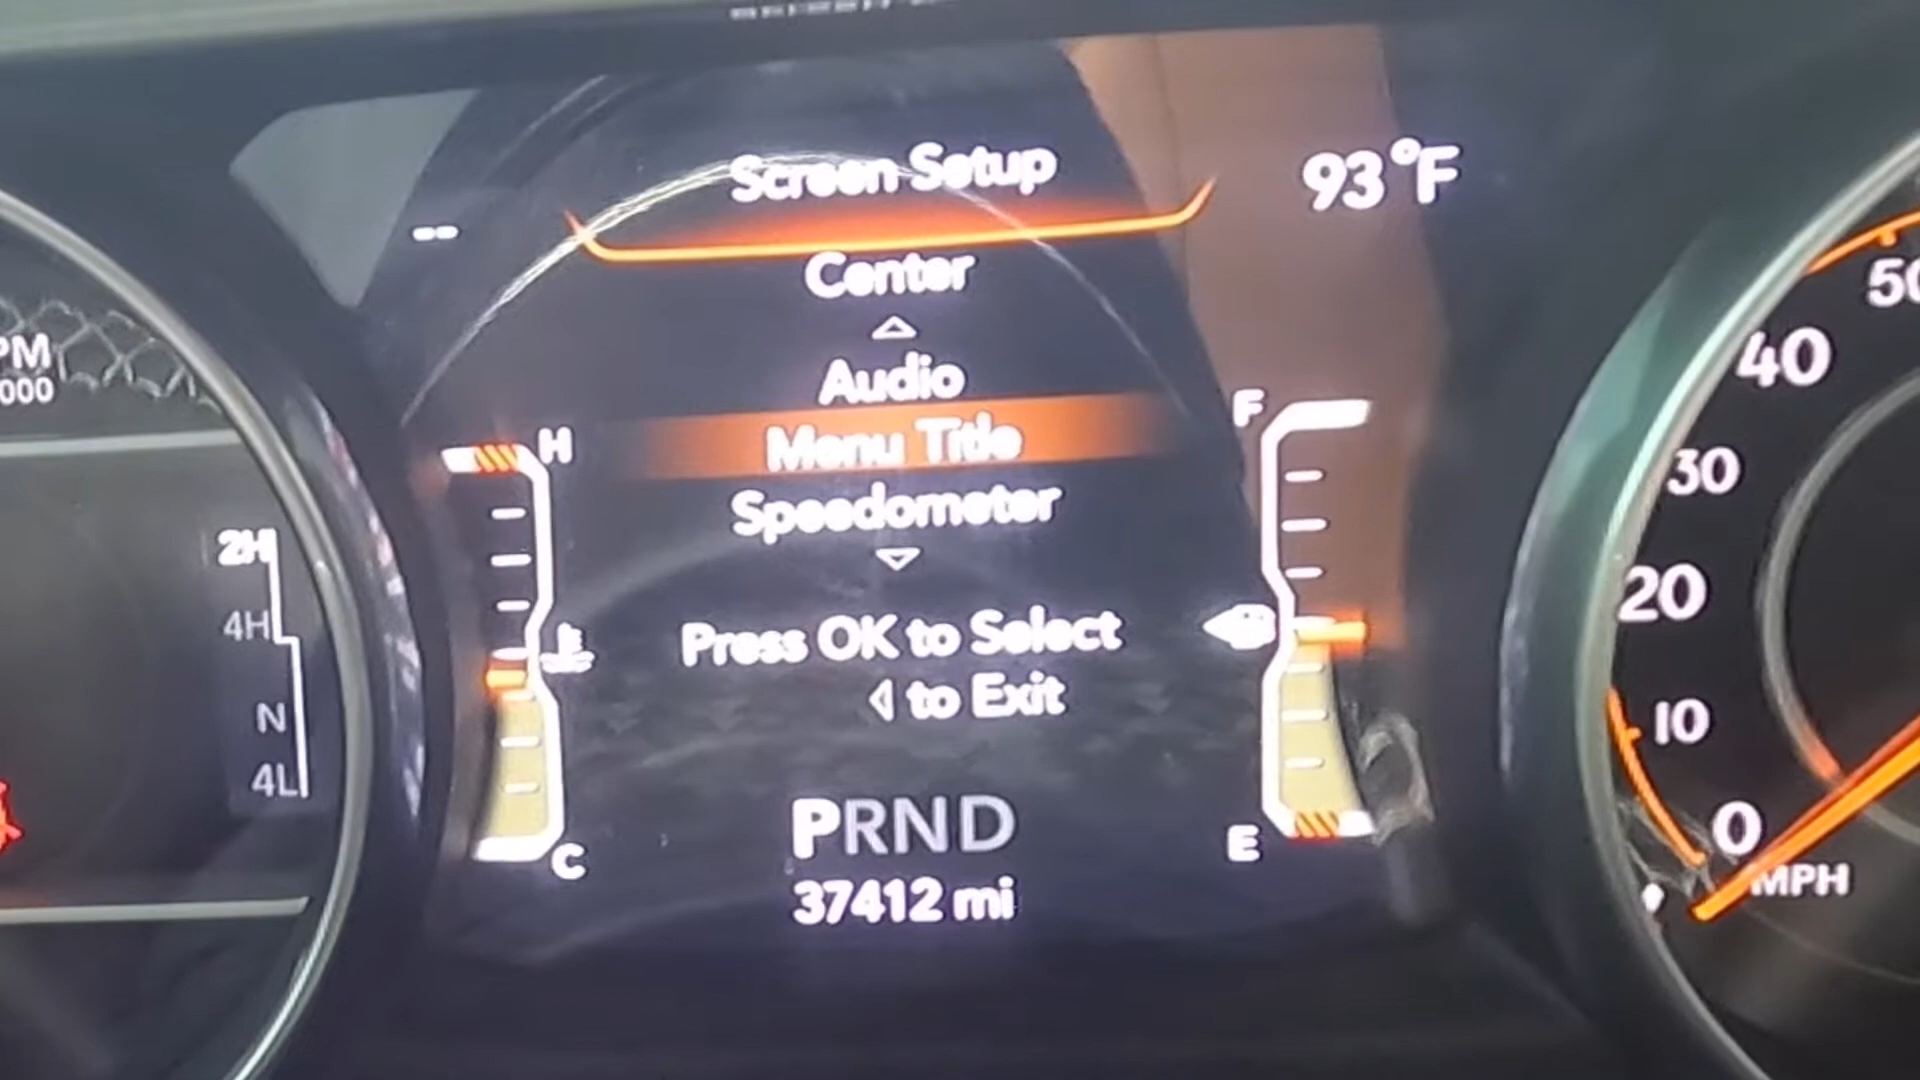 Screen Setup
93°F
--
Center
Audio
Menu Title
Speedometer
Press OK to Select
◁ to Exit
PRND
37412 mi
H
C
F
E
PM
000
2H
4H
N
4L
50
40
30
20
10
0
MPH